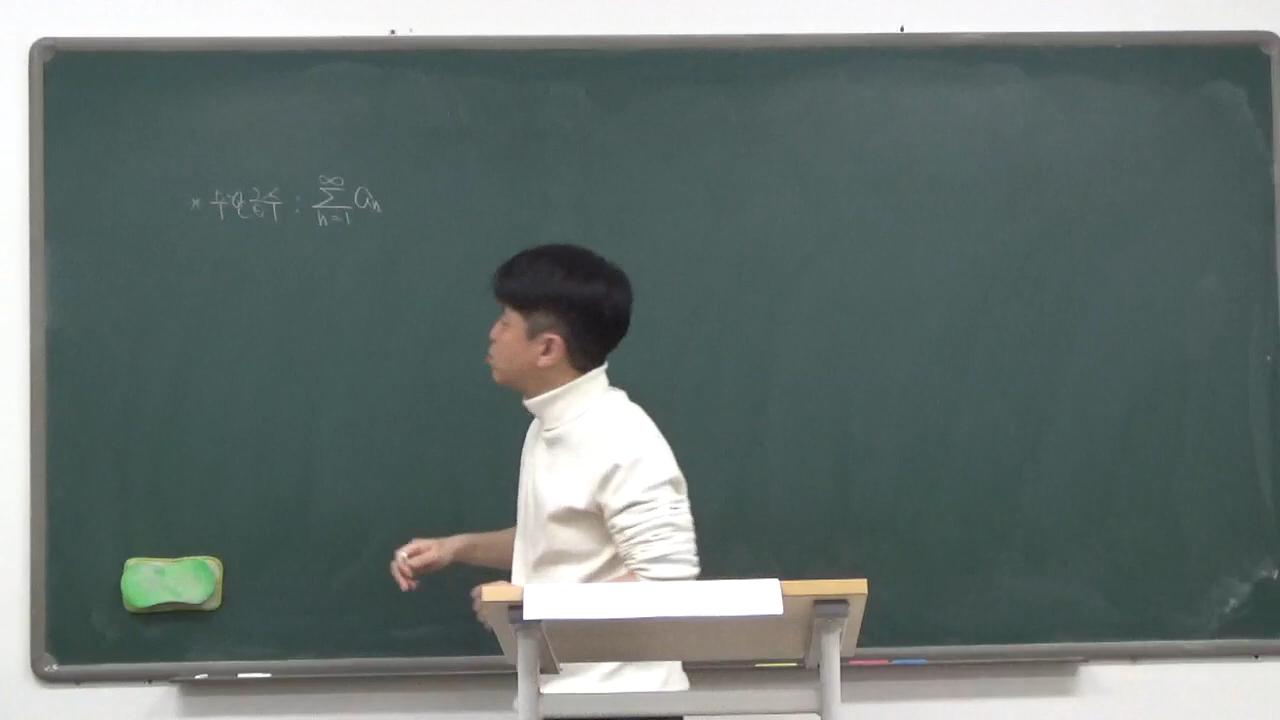 * 무한급수 : \sum_{n=1}^{\infty} a_n